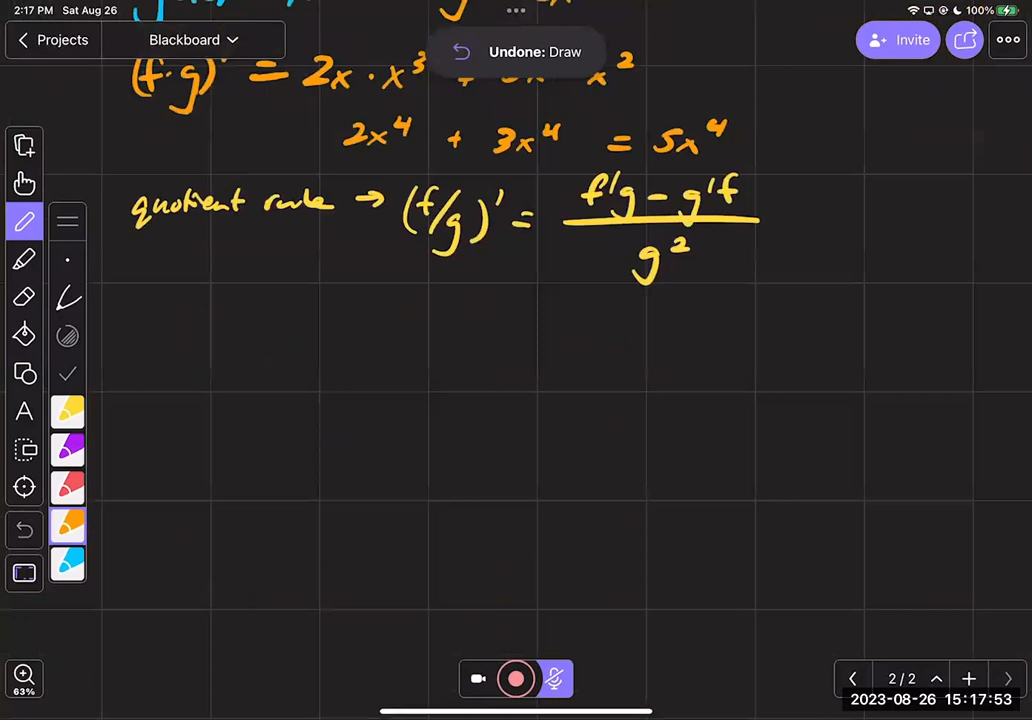 2:17 PM Sat Aug 26
100%
Projects
Blackboard
Undone: Draw
Invite
(f·g)' = 2x · x³ + x²
2x⁴ + 3x⁴ = 5x⁴
quotient rule → (f/g)' = f'g - g'f
g²
A
63%
2 / 2
2023-08-26 15:17:53